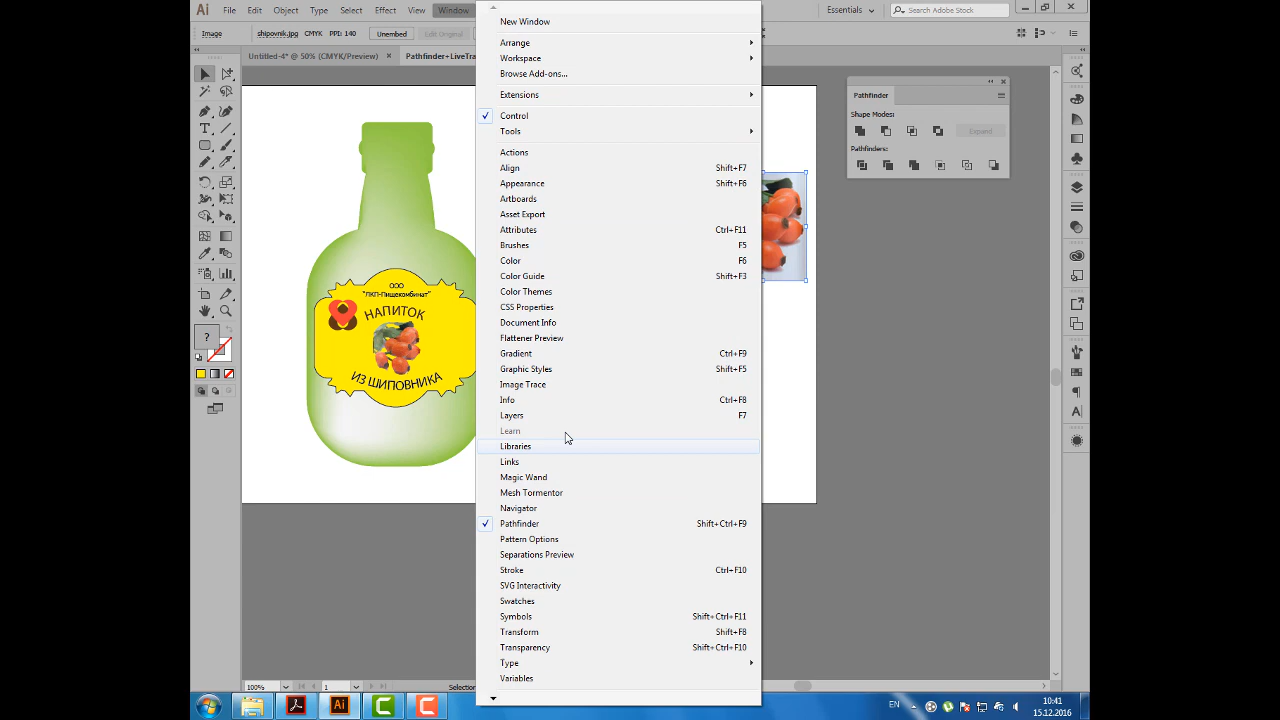 Ai File Edit Object Type Select Effect View Window Essentials Search Adobe Stock
Image shipovnik.jpg CMYK PPI: 140 Unembed Edit Original
Untitled-4* @ 50% (CMYK/Preview) × Pathfinder+LiveTra
New Window
Arrange
Workspace
Browse Add-ons...
Extensions
Control
Tools
Actions
Align Shift+F7
Appearance Shift+F6
Artboards
Asset Export
Attributes Ctrl+F11
Brushes F5
Color F6
Color Guide Shift+F3
Color Themes
CSS Properties
Document Info
Flattener Preview
Gradient Ctrl+F9
Graphic Styles Shift+F5
Image Trace
Info Ctrl+F8
Layers F7
Learn
Libraries
Links
Magic Wand
Mesh Tormentor
Navigator
Pathfinder Shift+Ctrl+F9
Pattern Options
Separations Preview
Stroke Ctrl+F10
SVG Interactivity
Swatches
Symbols Shift+Ctrl+F11
Transform Shift+F8
Transparency Shift+Ctrl+F10
Type
Variables
Pathfinder
Shape Modes:
Expand
Pathfinders:
ООО
"ЛКП-Пищекомбинат"
НАПИТОК
ИЗ ШИПОВНИКА
?
100% 1 Selection
Ai EN 10:41
15.12.2016